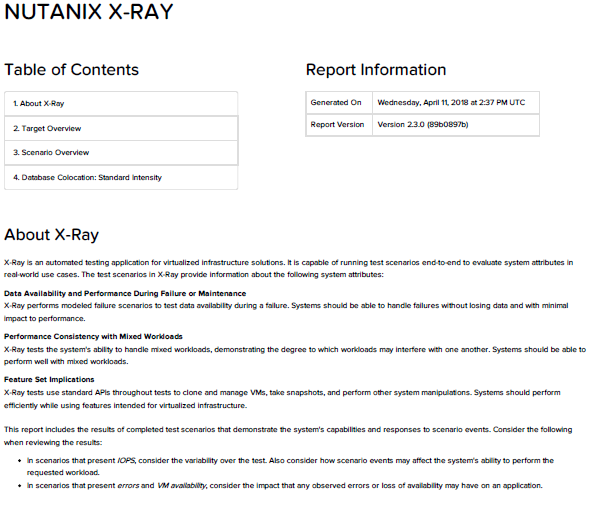 NUTANIX X-RAY
Table of Contents
1. About X-Ray
2. Target Overview
3. Scenario Overview
4. Database Colocation: Standard Intensity
Report Information
Generated On Wednesday, April 11, 2018 at 2:37 PM UTC
Report Version Version 2.3.0 (89b0897b)
About X-Ray
X-Ray is an automated testing application for virtualized infrastructure solutions. It is capable of running test scenarios end-to-end to evaluate system attributes in
real-world use cases. The test scenarios in X-Ray provide information about the following system attributes:
Data Availability and Performance During Failure or Maintenance
X-Ray performs modeled failure scenarios to test data availability during a failure. Systems should be able to handle failures without losing data and with minimal
impact to performance.
Performance Consistency with Mixed Workloads
X-Ray tests the system's ability to handle mixed workloads, demonstrating the degree to which workloads may interfere with one another. Systems should be able to
perform well with mixed workloads.
Feature Set Implications
X-Ray tests use standard APIs throughout tests to clone and manage VMs, take snapshots, and perform other system manipulations. Systems should perform
efficiently while using features intended for virtualized infrastructure.
This report includes the results of completed test scenarios that demonstrate the system's capabilities and responses to scenario events. Consider the following
when reviewing the results:
• In scenarios that present IOPS, consider the variability over the test. Also consider how scenario events may affect the system's ability to perform the
requested workload.
• In scenarios that present errors and VM availability, consider the impact that any observed errors or loss of availability may have on an application.